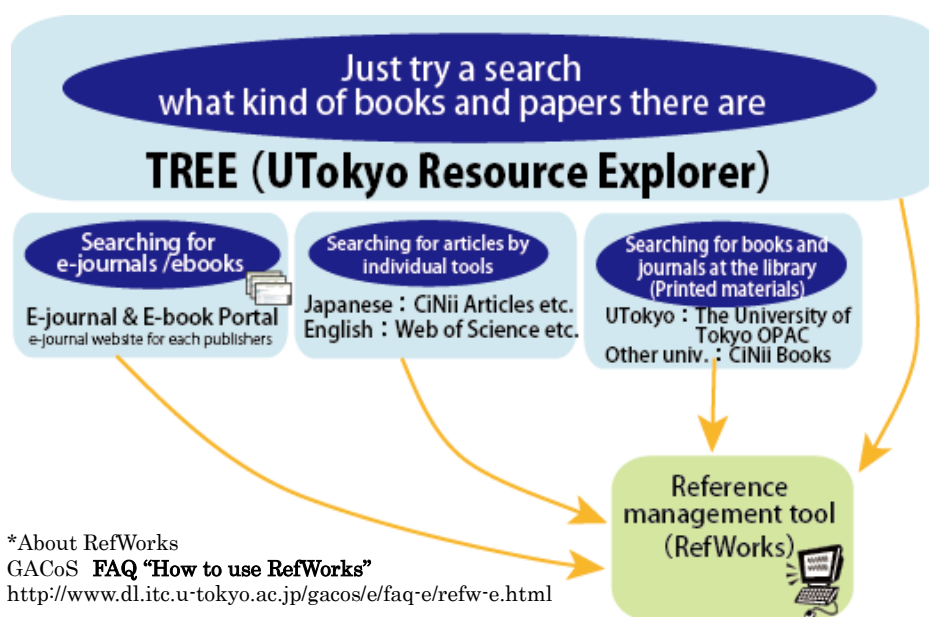 Just try a search
what kind of books and papers there are
TREE (UTokyo Resource Explorer)
Searching for
e-journals /ebooks
E-journal & E-book Portal
e-journal website for each publishers
Searching for articles by
individual tools
Japanese：CiNii Articles etc.
English：Web of Science etc.
Searching for books and
journals at the library
(Printed materials)
UTokyo：The University of
Tokyo OPAC
Other univ.：CiNii Books
Reference
management tool
(RefWorks)
*About RefWorks
GACoS FAQ “How to use RefWorks”
http://www.dl.itc.u-tokyo.ac.jp/gacos/e/faq-e/refw-e.html